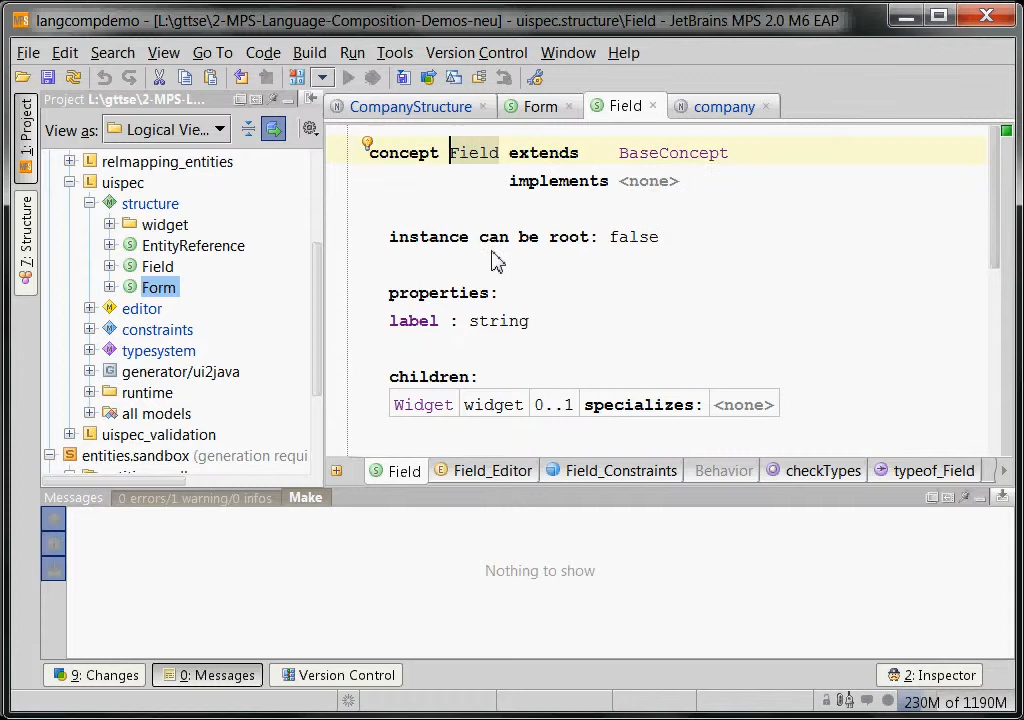 langcompdemo - [L:\gttse\2-MPS-Language-Composition-Demos-neu] - uispec.structure\Field - JetBrains MPS 2.0 M6 EAP
File Edit Search View Go To Code Build Run Tools Version Control Window Help
Project L:\gttse\2-MPS-L...
CompanyStructure × Form × Field × company ×
1: Project
Z: Structure
View as: Logical Vie...
relmapping_entities
uispec
structure
widget
EntityReference
Field
Form
editor
constraints
typesystem
generator/ui2java
runtime
all models
uispec_validation
entities.sandbox (generation requi
concept Field extends BaseConcept
implements <none>
instance can be root: false
properties:
label : string
children:
Widget widget 0..1 specializes: <none>
Field Field_Editor Field_Constraints Behavior checkTypes typeof_Field
Messages 0 errors/1 warning/0 infos Make
Nothing to show
9: Changes 0: Messages Version Control 2: Inspector
230M of 1190M